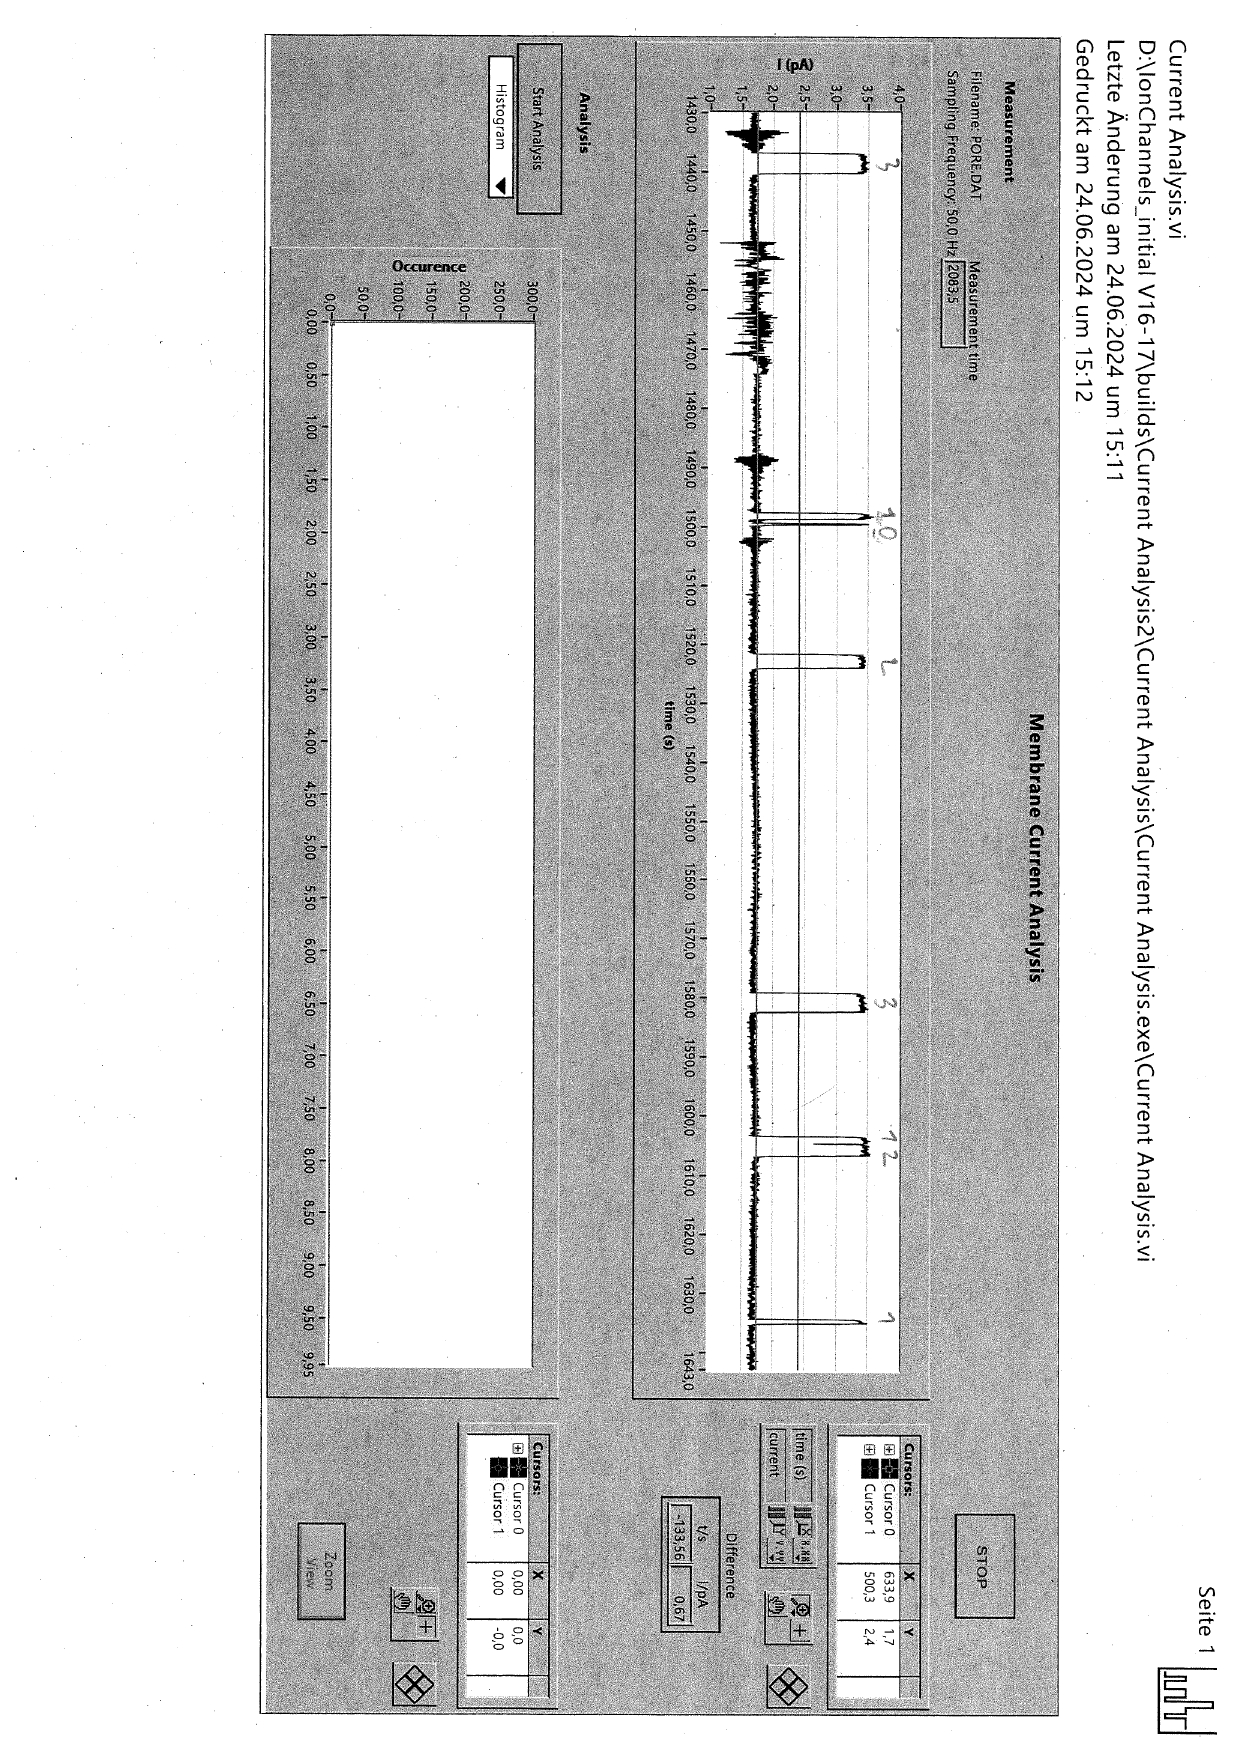 Seite 1
Current Analysis.vi
D:\IonChannels_initial V16-17\builds\Current Analysis2\Current Analysis\Current Analysis.exe\Current Analysis.vi
Letzte Änderung am 24.06.2024 um 15:11
Gedruckt am 24.06.2024 um 15:12
Membrane Current Analysis
Measurement
Filename: PORE.DAT
Sampling Frequency: 50,0 Hz
Measurement time
2083,5
STOP
I (pA)
4,0
3,5
3,0
2,5
2,0
1,5
1,0
3 1 0 2 3 1 2 1
1430,0 1440,0 1450,0 1460,0 1470,0 1480,0 1490,0 1500,0 1510,0 1520,0 1530,0 1540,0 1550,0 1560,0 1570,0 1580,0 1590,0 1600,0 1610,0 1620,0 1630,0 1643,0
time (s)
Cursors: X Y
Cursor 0 633,9 1,7
Cursor 1 500,3 2,4
time (s)
current
Difference
t/s I/pA
-133,56 0,67
Analysis
Start Analysis
Histogram
Occurence
300,0
250,0
200,0
150,0
100,0
50,0
0,0
0,00 0,50 1,00 1,50 2,00 2,50 3,00 3,50 4,00 4,50 5,00 5,50 6,00 6,50 7,00 7,50 8,00 8,50 9,00 9,50 9,95
Cursors: X Y
Cursor 0 0,00 0,0
Cursor 1 0,00 -0,0
Zoom
View